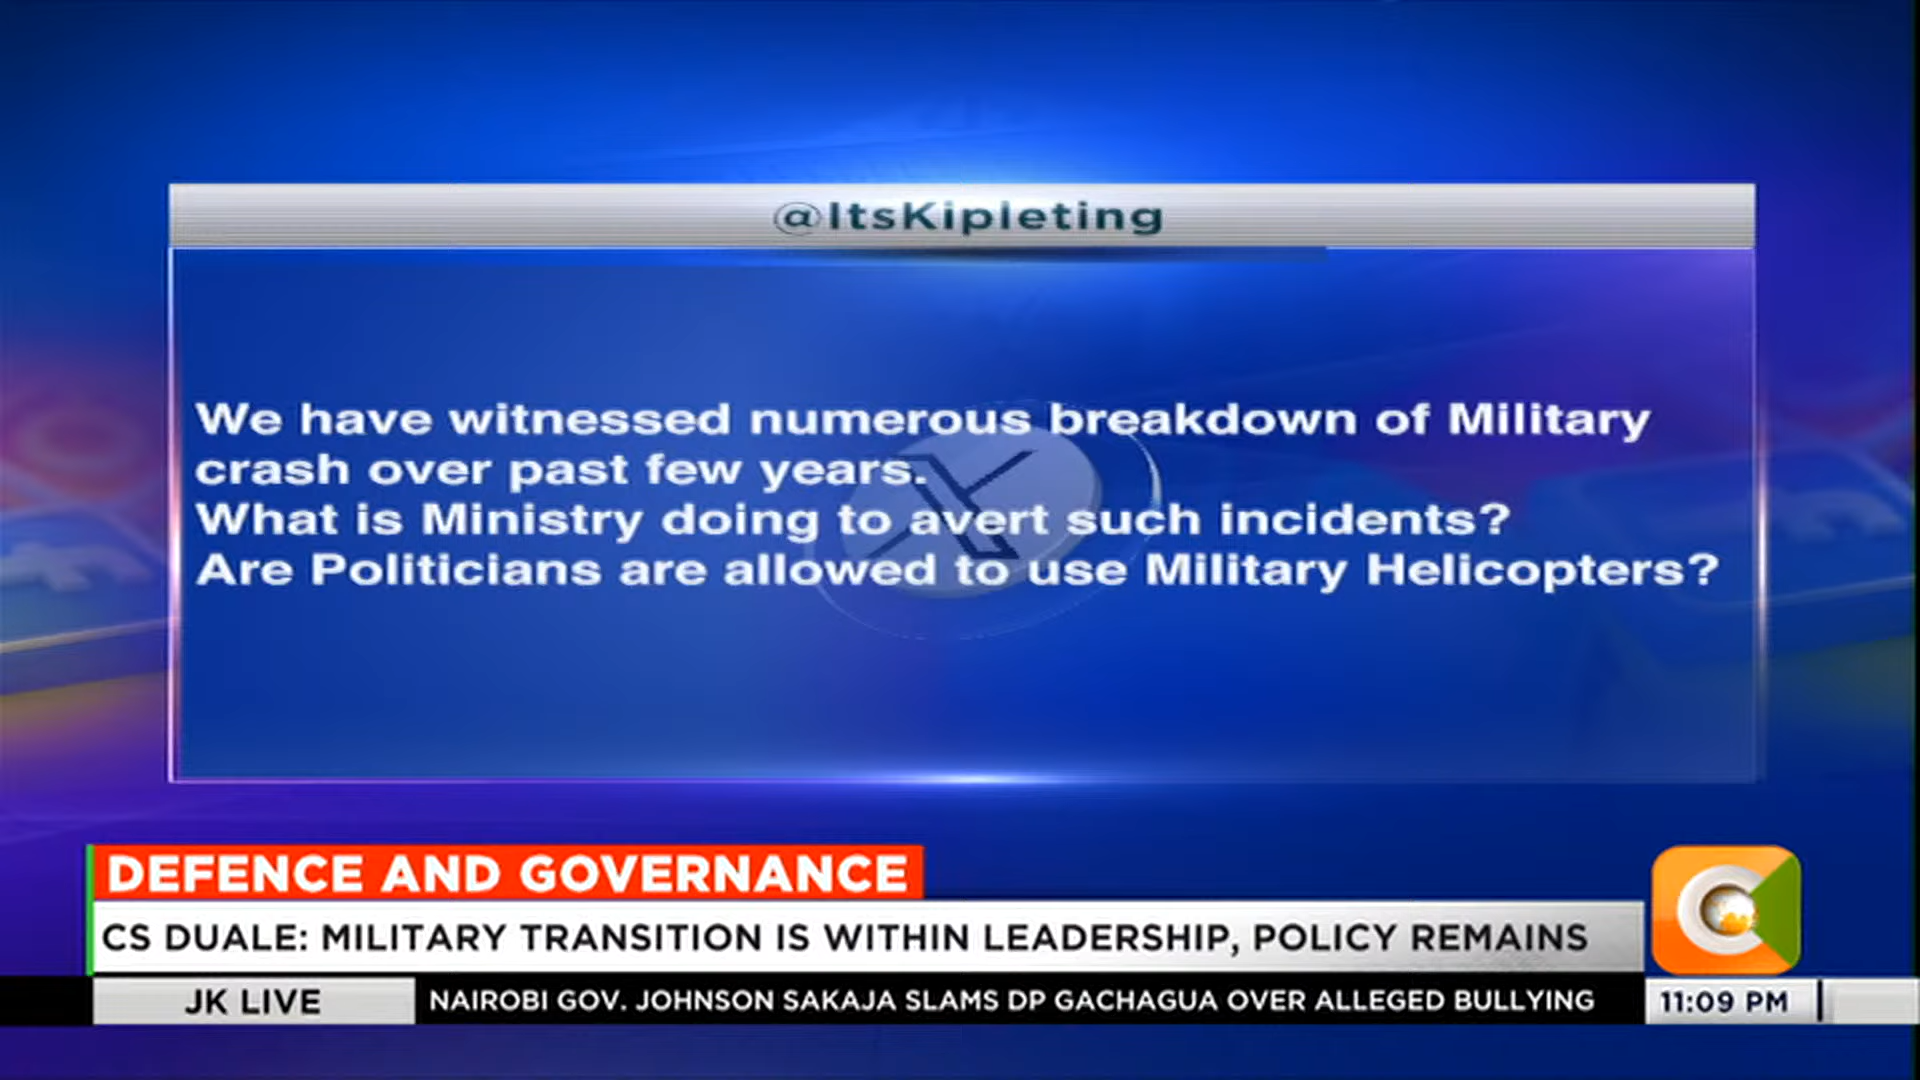 @ItsKipleting
We have witnessed numerous breakdown of Military
crash over past few years.
What is Ministry doing to avert such incidents?
Are Politicians are allowed to use Military Helicopters?
DEFENCE AND GOVERNANCE
CS DUALE: MILITARY TRANSITION IS WITHIN LEADERSHIP, POLICY REMAINS
JK LIVE
NAIROBI GOV. JOHNSON SAKAJA SLAMS DP GACHAGUA OVER ALLEGED BULLYING
11:09 PM